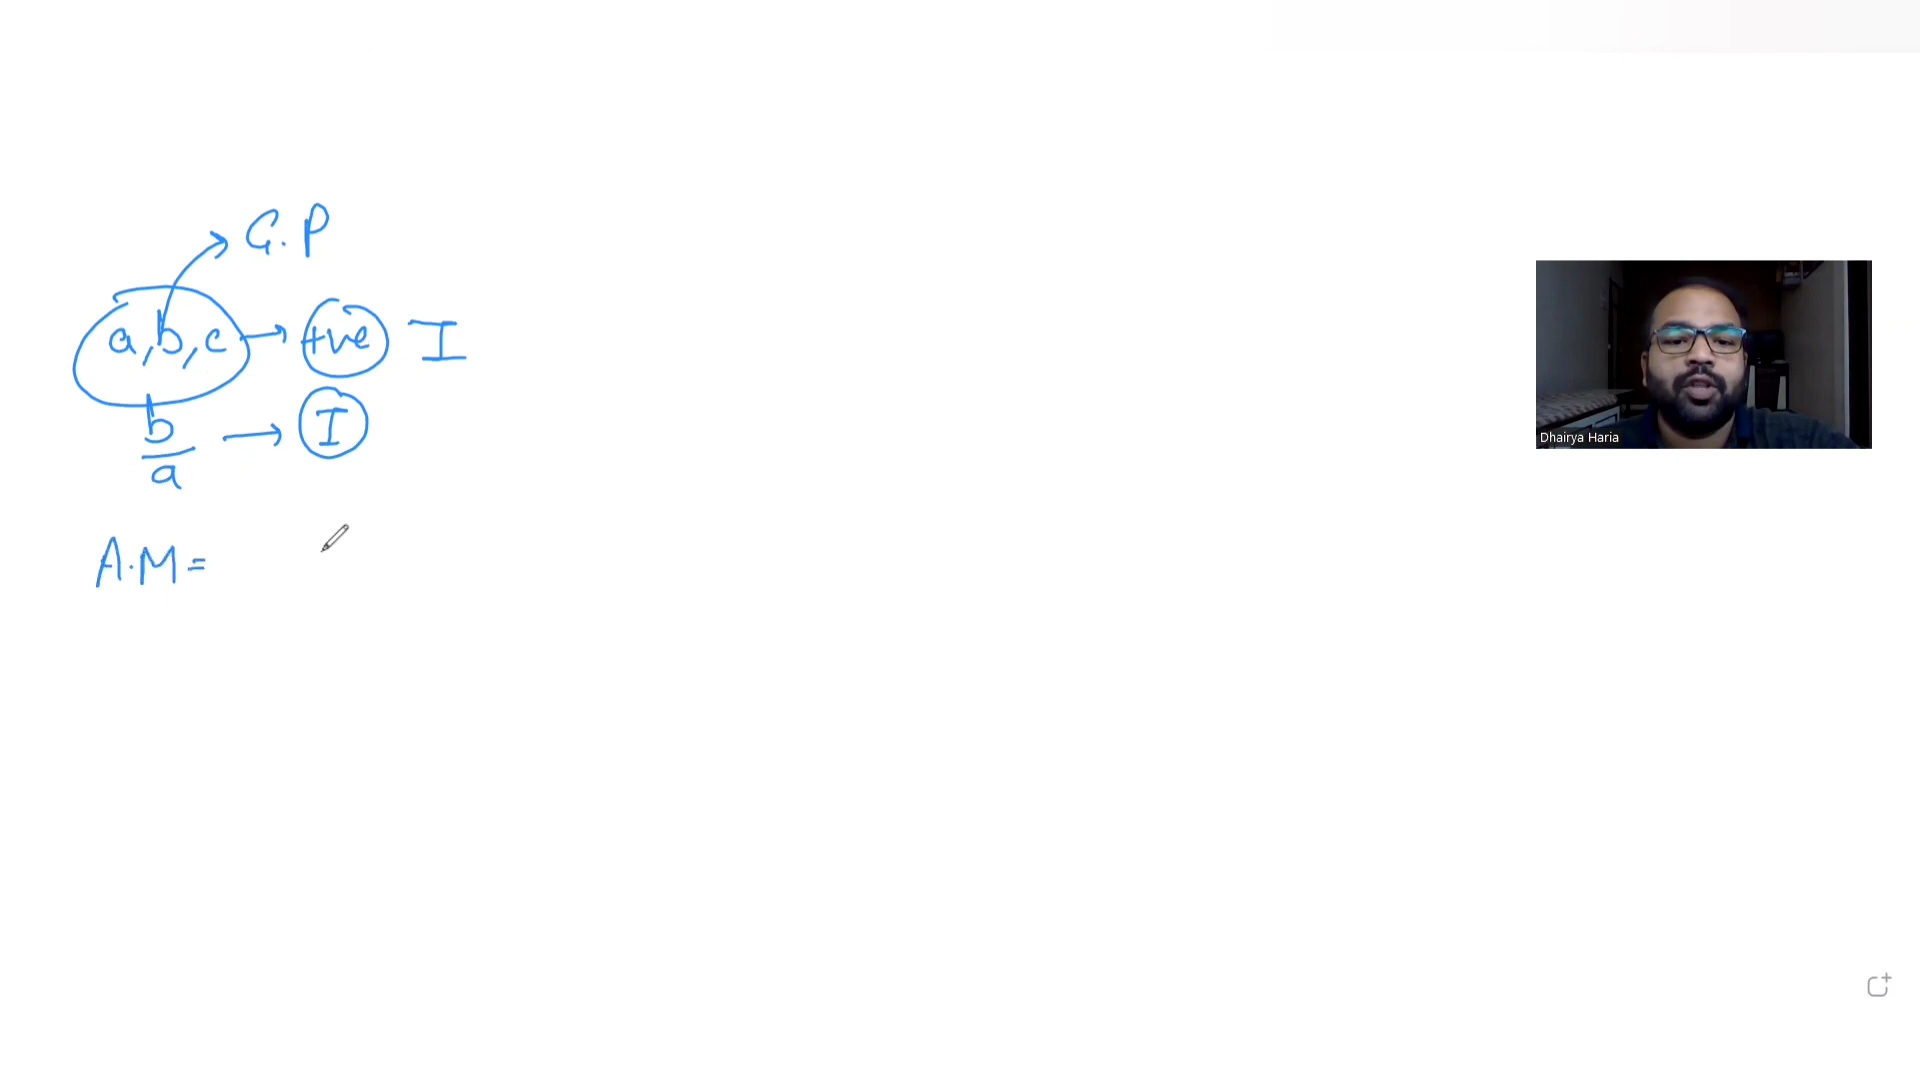 G.P
a,b,c → +ve I
b/a → I
A.M=
Dhairya Haria